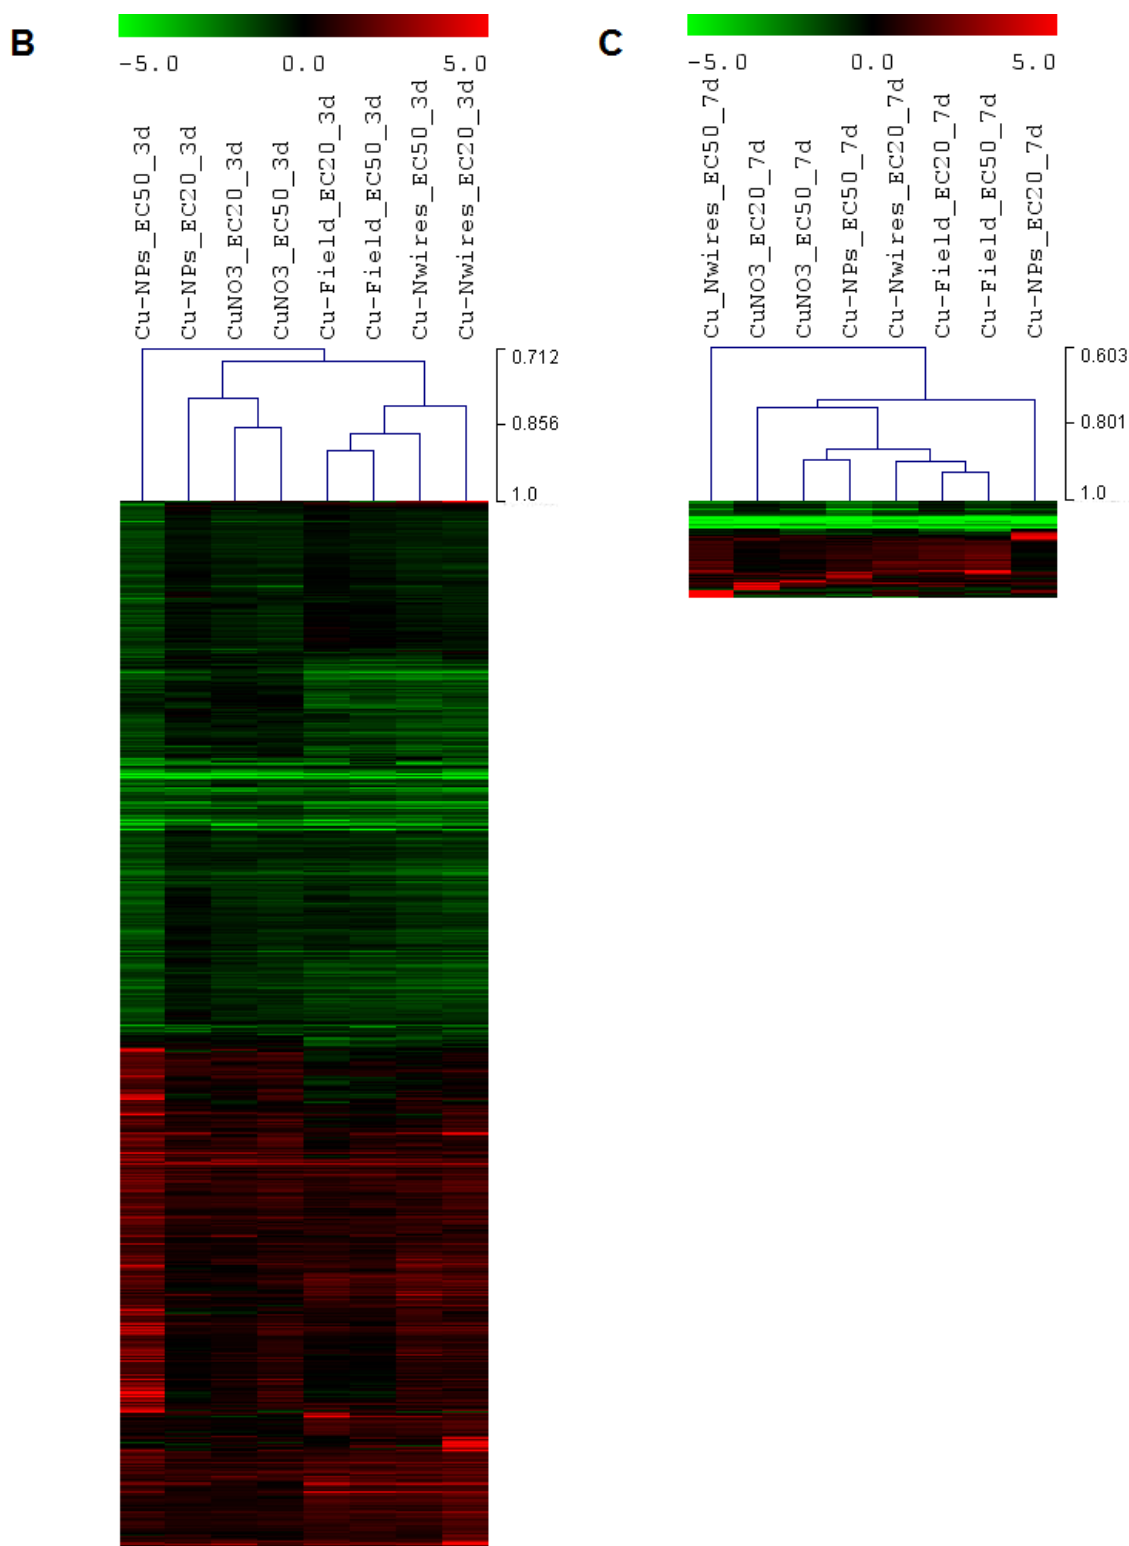 B
-5.0 0.0 5.0
Cu-NPs_EC50_3d
Cu-NPs_EC20_3d
CuNO3_EC20_3d
CuNO3_EC50_3d
Cu-Field_EC20_3d
Cu-Field_EC50_3d
Cu-Nwires_EC50_3d
Cu-Nwires_EC20_3d
0.712
0.856
1.0
C
-5.0 0.0 5.0
Cu_Nwires_EC50_7d
CuNO3_EC20_7d
CuNO3_EC50_7d
Cu-NPs_EC50_7d
Cu-Nwires_EC20_7d
Cu-Field_EC20_7d
Cu-Field_EC50_7d
Cu-NPs_EC20_7d
0.603
0.801
1.0